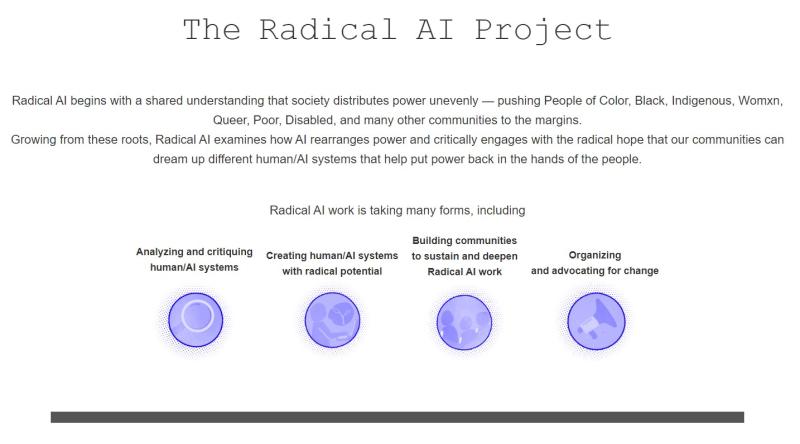 The Radical AI Project
Radical AI begins with a shared understanding that society distributes power unevenly — pushing People of Color, Black, Indigenous, Womxn,
Queer, Poor, Disabled, and many other communities to the margins.
Growing from these roots, Radical AI examines how AI rearranges power and critically engages with the radical hope that our communities can
dream up different human/AI systems that help put power back in the hands of the people.
Radical AI work is taking many forms, including
Analyzing and critiquing
human/AI systems
Creating human/AI systems
with radical potential
Building communities
to sustain and deepen
Radical AI work
Organizing
and advocating for change